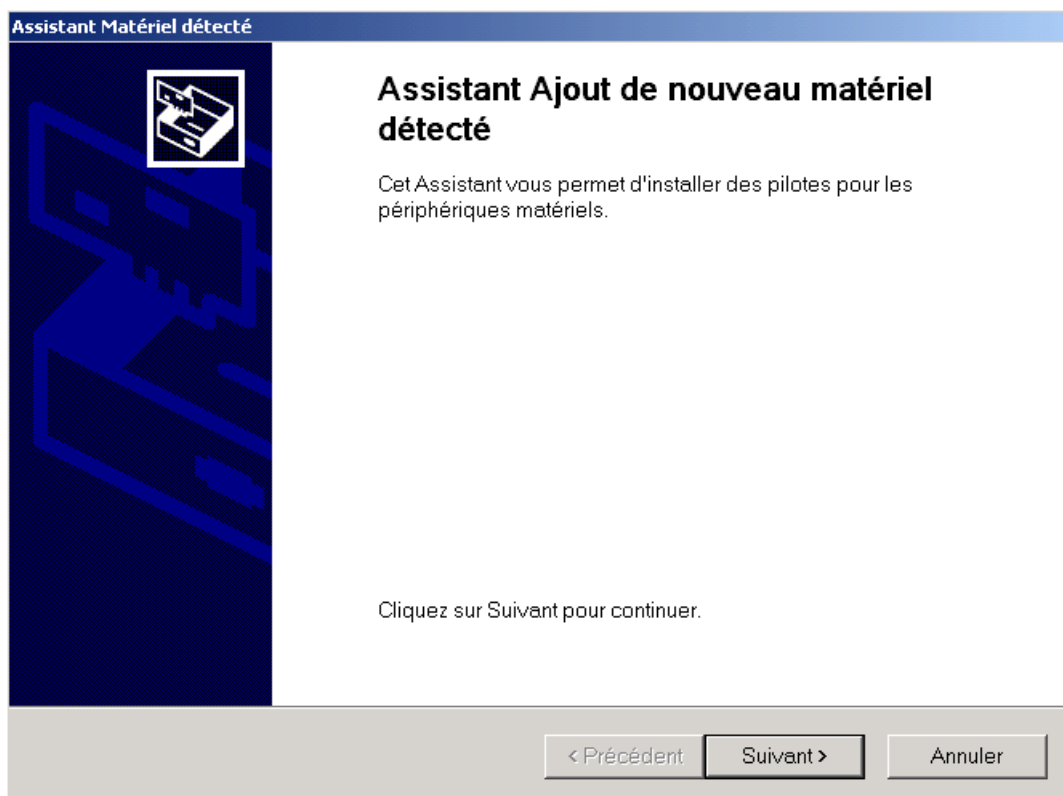 Assistant Matériel détecté
Assistant Ajout de nouveau matériel
détecté
Cet Assistant vous permet d'installer des pilotes pour les
périphériques matériels.
Cliquez sur Suivant pour continuer.
< Précédent Suivant > Annuler